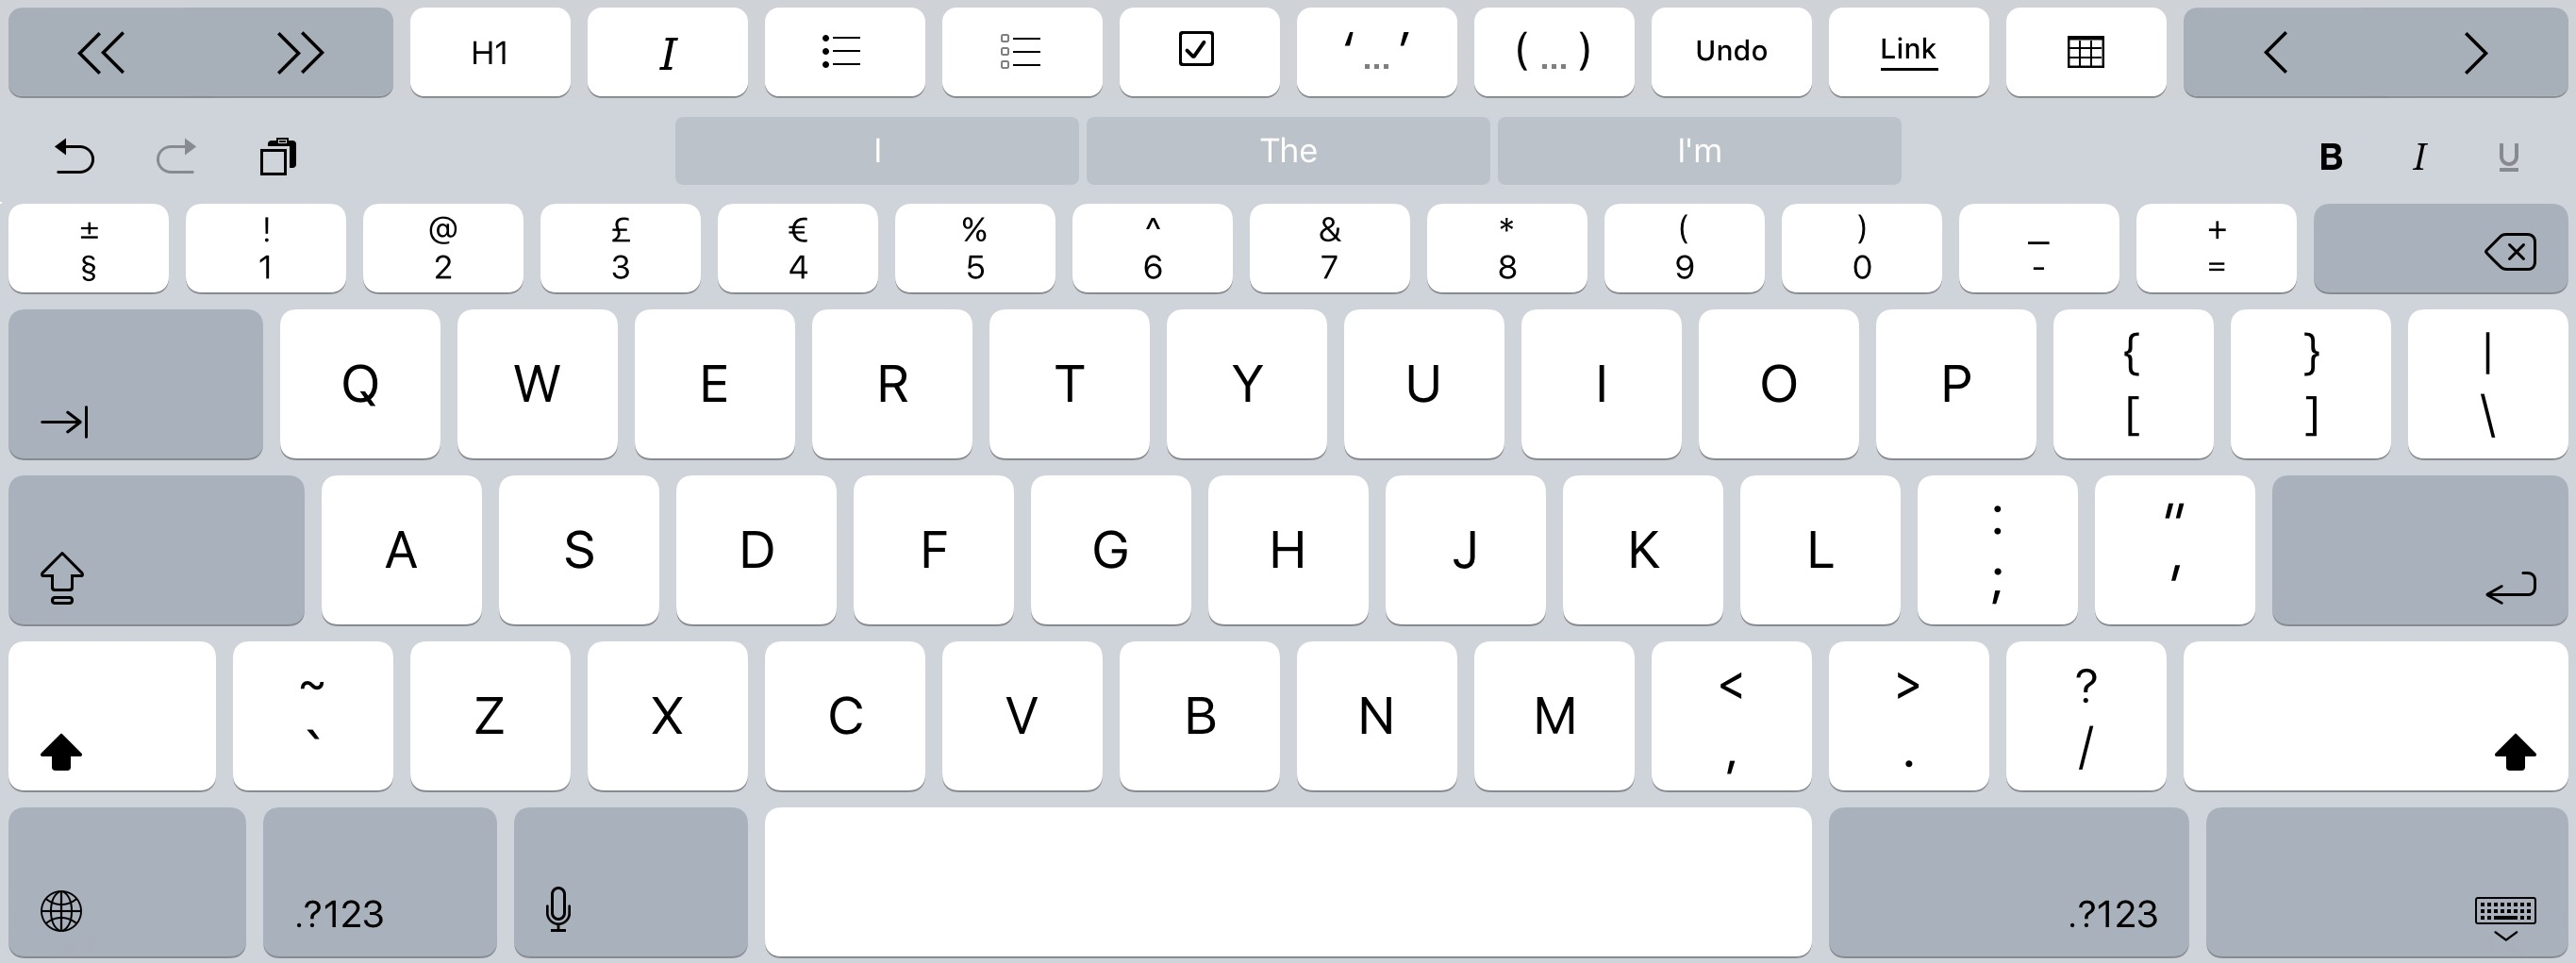 H1 I ‘...’ (...) Undo Link
I The I'm B I U
± ! @ £ € % ^ & * ( ) _ +
§ 1 2 3 4 5 6 7 8 9 0 - =
Q W E R T Y U I O P { } |
[ ] \
A S D F G H J K L : "
; '
~ Z X C V B N M < > ?
` , . /
.?123 .?123